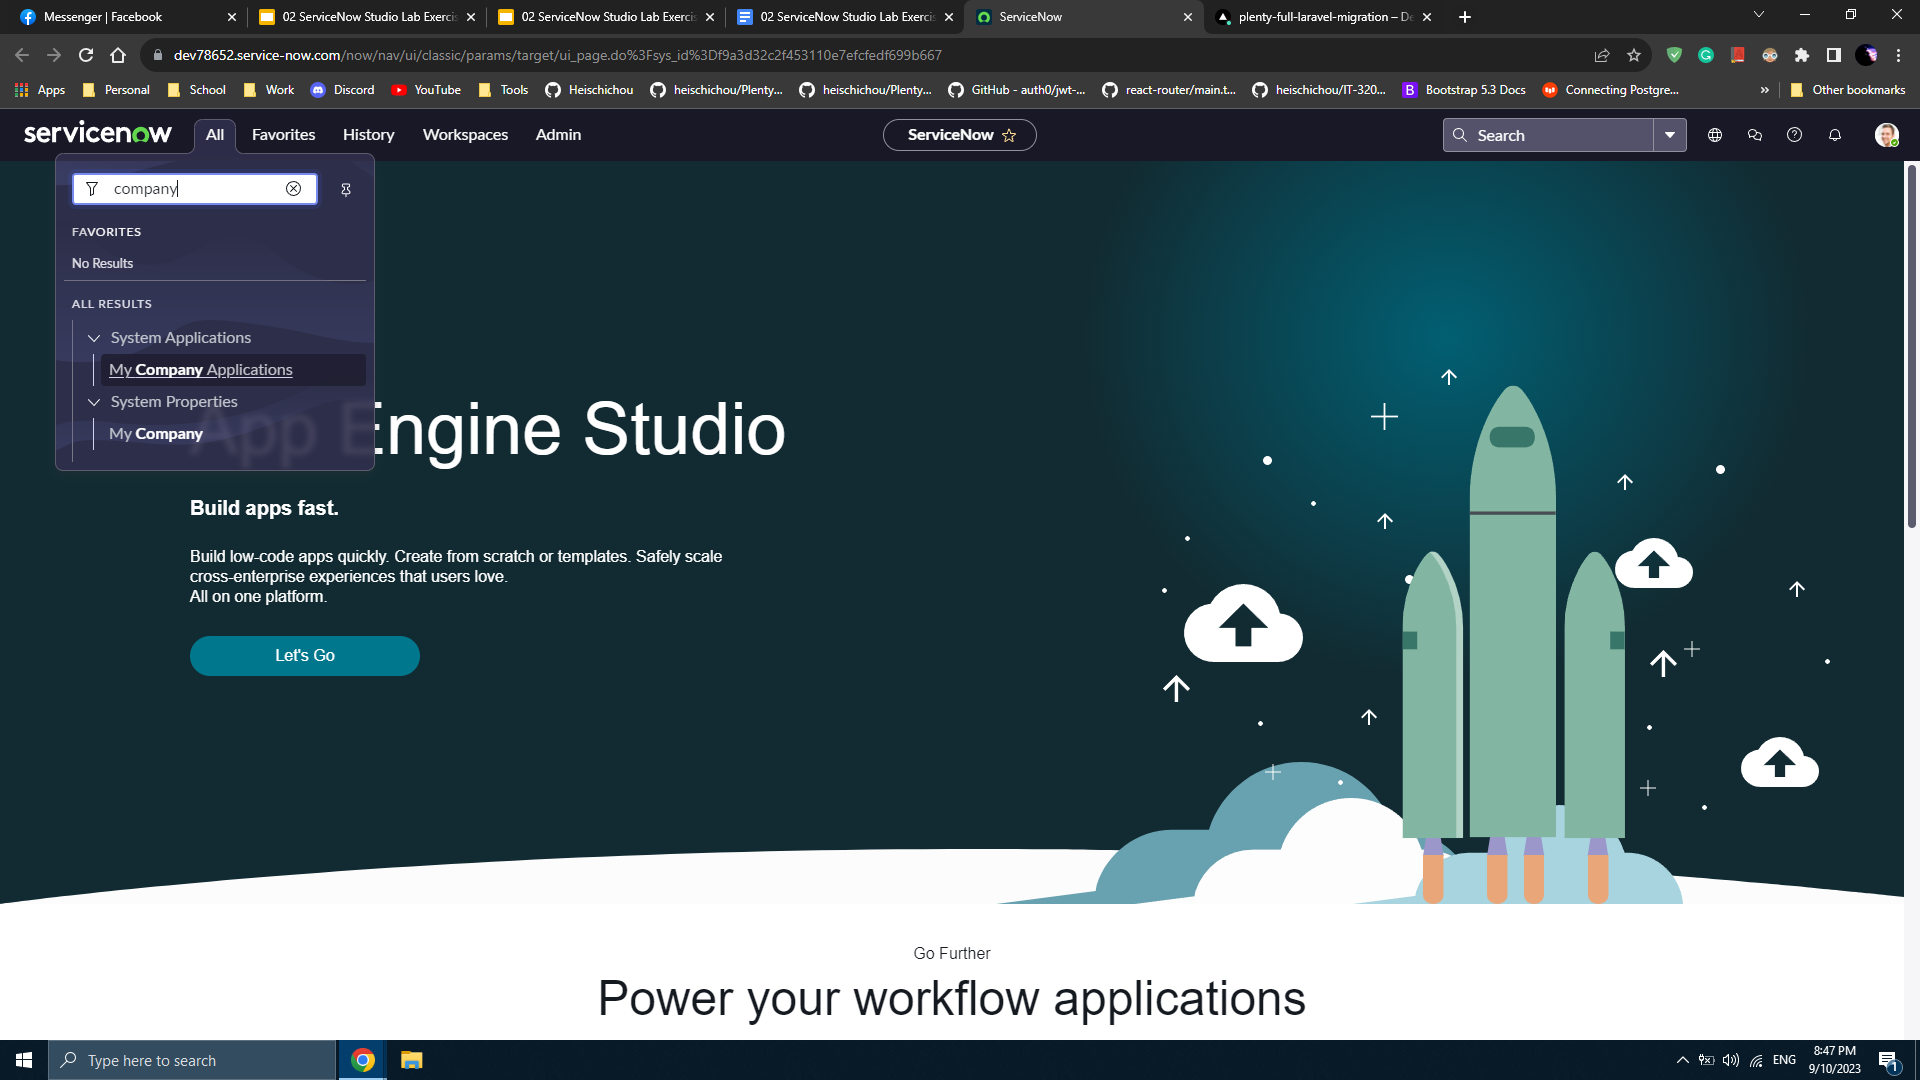 Messenger | Facebook
02 ServiceNow Studio Lab Exercis
02 ServiceNow Studio Lab Exercis
02 ServiceNow Studio Lab Exercis
ServiceNow
plenty-full-laravel-migration – De
dev78652.service-now.com/now/nav/ui/classic/params/target/ui_page.do%3Fsys_id%3Df9a3d32c2f453110e7efcfedf699b667
Apps
Personal
School
Work
Discord
YouTube
Tools
Heischichou
heischichou/Plenty...
heischichou/Plenty...
GitHub - auth0/jwt-...
react-router/main.t...
heischichou/IT-320...
B
Bootstrap 5.3 Docs
Connecting Postgre...
»
Other bookmarks
servicenow
All
Favorites
History
Workspaces
Admin
ServiceNow
Search
company
FAVORITES
No Results
ALL RESULTS
System Applications
My Company Applications
System Properties
My Company
App Engine Studio
Build apps fast.
Build low-code apps quickly. Create from scratch or templates. Safely scale
cross-enterprise experiences that users love.
All on one platform.
Let's Go
Go Further
Power your workflow applications
Type here to search
ENG
8:47 PM
9/10/2023
1